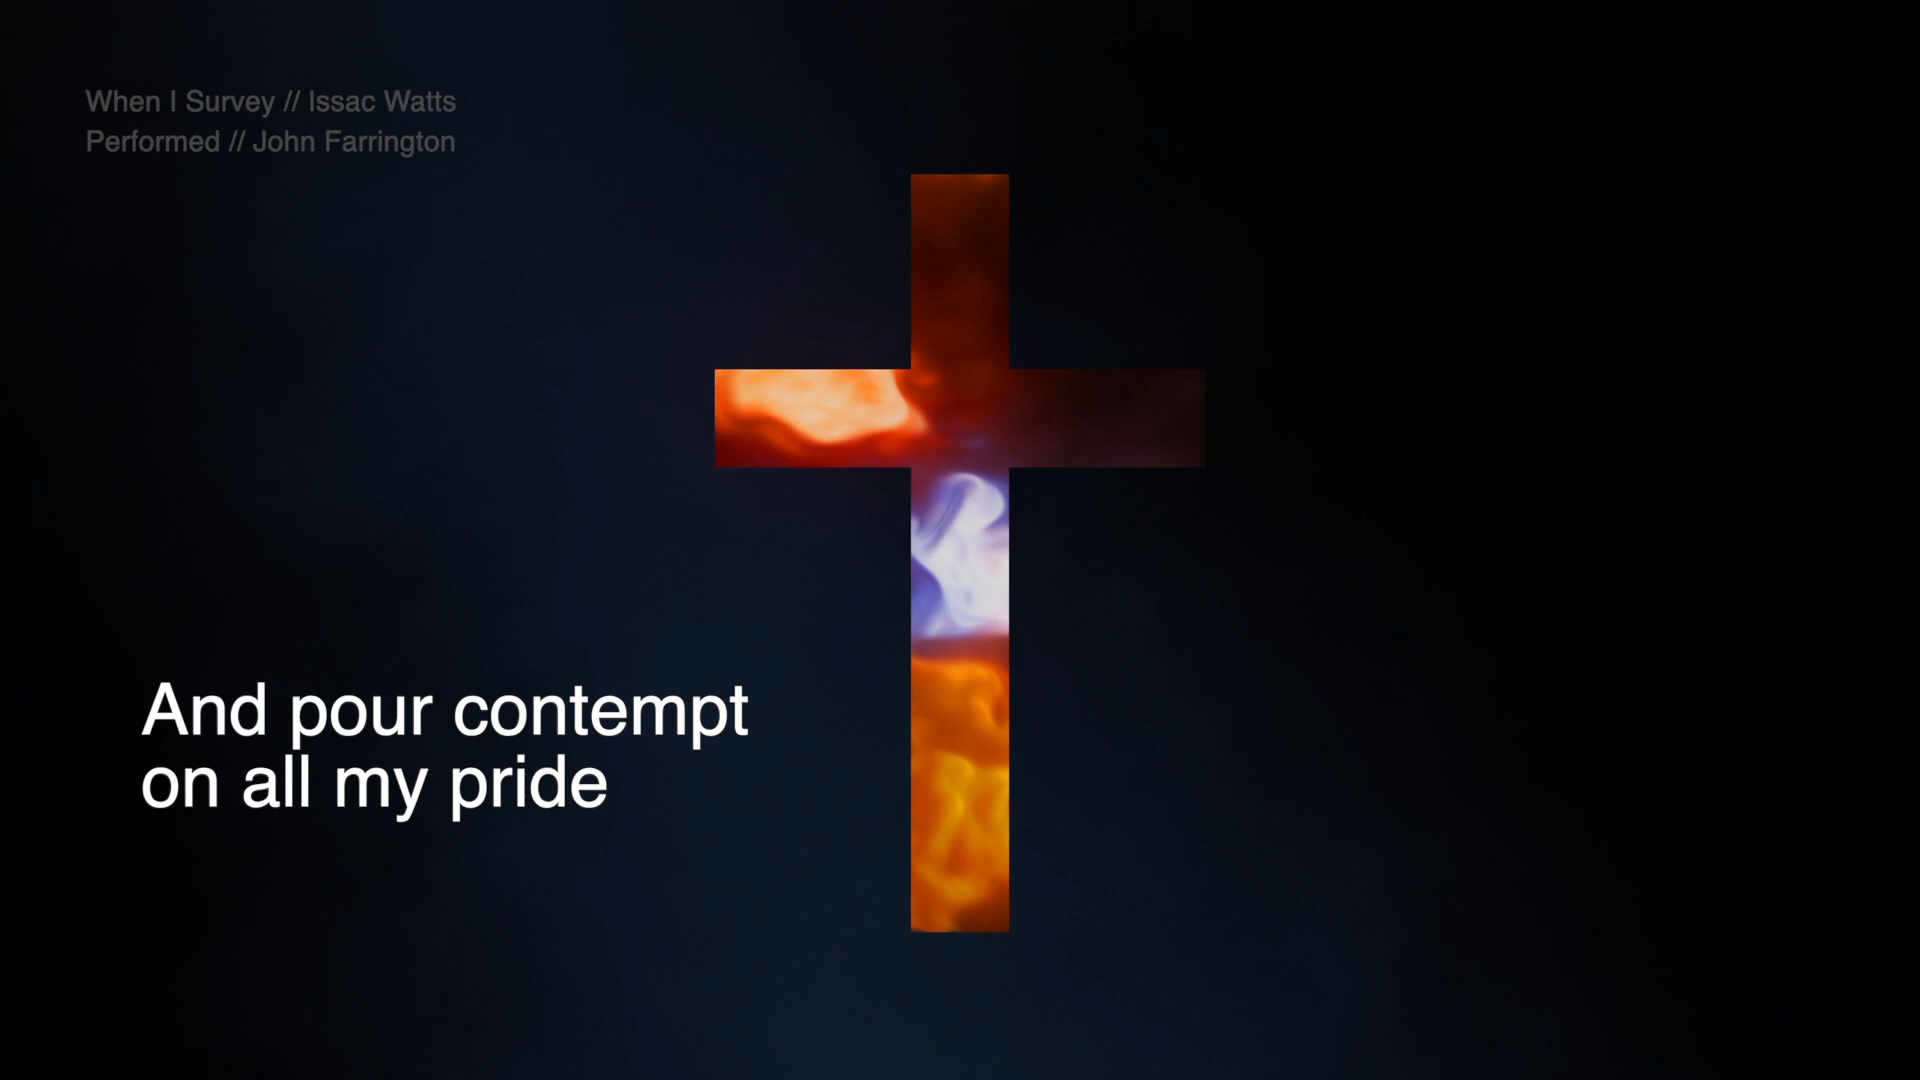 When I Survey // Issac Watts
Performed // John Farrington
And pour contempt
on all my pride